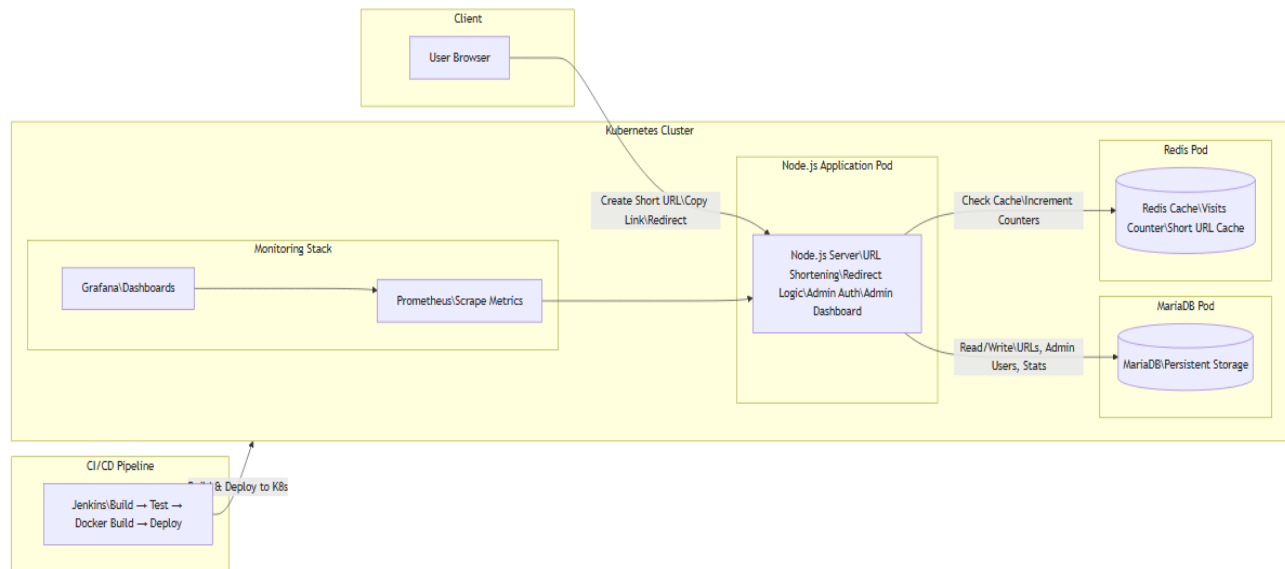 Client
User Browser
Kubernetes Cluster
Redis Pod
Node.js Application Pod
Create Short URL\Copy
Link\Redirect
Check Cache\Increment
Counters
Redis Cache\Visits
Counter\Short URL Cache
Monitoring Stack
Grafana\Dashboards
Prometheus\Scrape Metrics
Node.js Server\URL
Shortening\Redirect
Logic\Admin Auth\Admin
Dashboard
MariaDB Pod
Read/Write\URLs, Admin
Users, Stats
MariaDB\Persistent Storage
CI/CD Pipeline
& Deploy to K8s
Jenkins\Build → Test →
Docker Build → Deploy